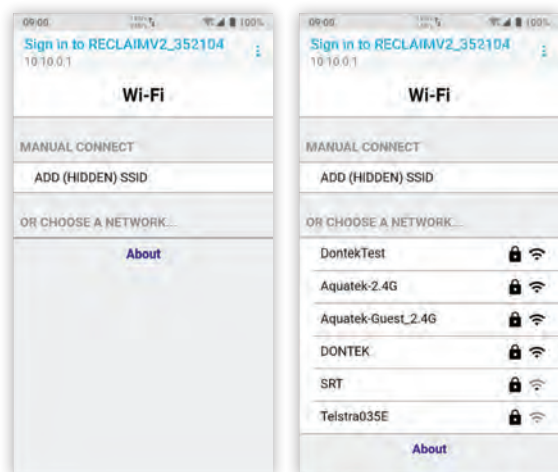 09:00 100%
Sign in to RECLAIMV2_352104
10.10.0.1
Wi-Fi
MANUAL CONNECT
ADD (HIDDEN) SSID
OR CHOOSE A NETWORK...
About
09:00 100%
Sign in to RECLAIMV2_352104
10.10.0.1
Wi-Fi
MANUAL CONNECT
ADD (HIDDEN) SSID
OR CHOOSE A NETWORK...
DontekTest
Aquatek-2.4G
Aquatek-Guest_2.4G
DONTEK
SRT
Telstra035E
About